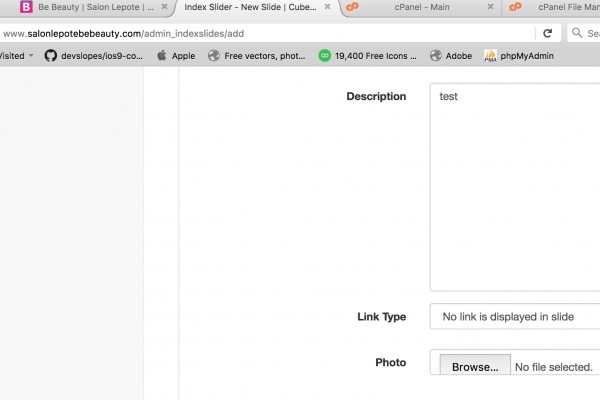 Be Beauty | Salon Lepote | ... × Index Slider - New Slide | Cube... × cPanel - Main × cPanel File Man
www.salonlepotebebeauty.com/admin_indexslides/add Sea
Visited devslopes/ios9-co... Apple Free vectors, phot... 19,400 Free Icons ... Adobe PMA phpMyAdmin
Description test
Link Type No link is displayed in slide
Photo Browse... No file selected.